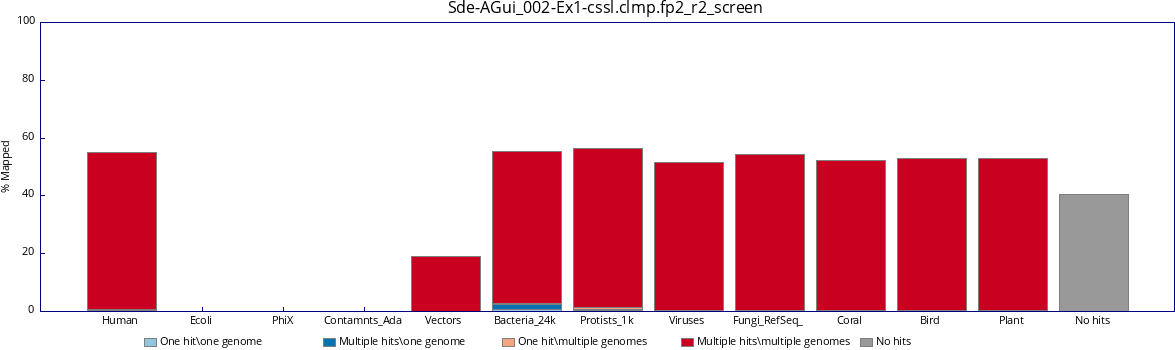 Sde-AGui_002-Ex1-cssl.clmp.fp2_r2_screen
100
80
60
40
20
0
% Mapped
Human Ecoli PhiX Contamnts_Ada Vectors Bacteria_24k Protists_1k Viruses Fungi_RefSeq_ Coral Bird Plant No hits
One hit\one genome Multiple hits\one genome One hit\multiple genomes Multiple hits\multiple genomes No hits